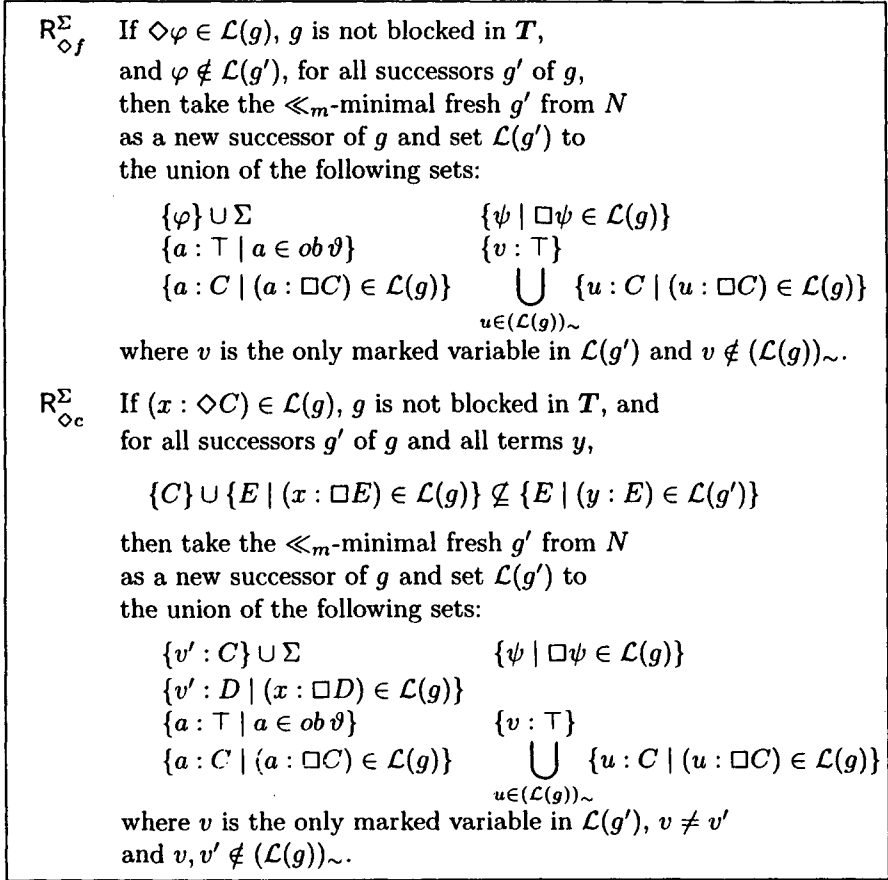 R^Σ_◇f If ◇φ ∈ ℒ(g), g is not blocked in T,
and φ ∉ ℒ(g′), for all successors g′ of g,
then take the ≪_m-minimal fresh g′ from N
as a new successor of g and set ℒ(g′) to
the union of the following sets:
{φ} ∪ Σ {ψ | □ψ ∈ ℒ(g)}
{a : ⊤ | a ∈ ob ϑ} {v : ⊤}
{a : C | (a : □C) ∈ ℒ(g)} ⋃_{u∈(ℒ(g))_∼} {u : C | (u : □C) ∈ ℒ(g)}
where v is the only marked variable in ℒ(g′) and v ∉ (ℒ(g))_∼.
R^Σ_◇c If (x : ◇C) ∈ ℒ(g), g is not blocked in T, and
for all successors g′ of g and all terms y,
{C} ∪ {E | (x : □E) ∈ ℒ(g)} ⊈ {E | (y : E) ∈ ℒ(g′)}
then take the ≪_m-minimal fresh g′ from N
as a new successor of g and set ℒ(g′) to
the union of the following sets:
{v′ : C} ∪ Σ {ψ | □ψ ∈ ℒ(g)}
{v′ : D | (x : □D) ∈ ℒ(g)}
{a : ⊤ | a ∈ ob ϑ} {v : ⊤}
{a : C | (a : □C) ∈ ℒ(g)} ⋃_{u∈(ℒ(g))_∼} {u : C | (u : □C) ∈ ℒ(g)}
where v is the only marked variable in ℒ(g′), v ≠ v′
and v, v′ ∉ (ℒ(g))_∼.